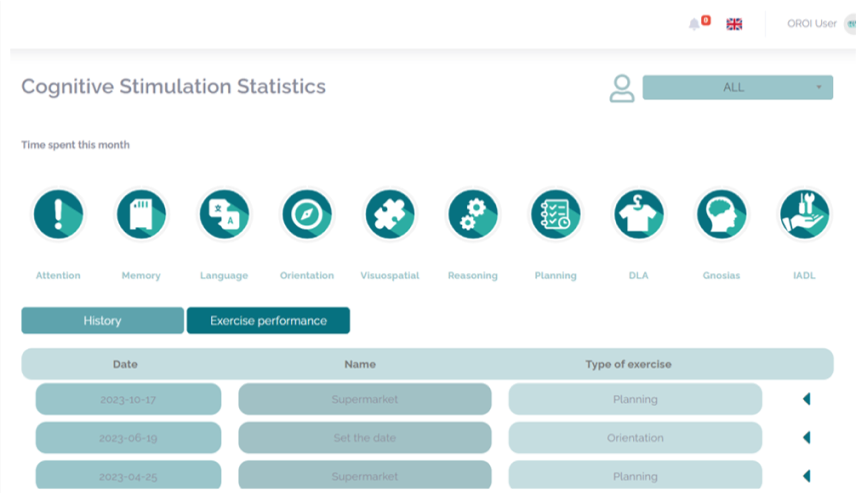 0
OROI User
Cognitive Stimulation Statistics
ALL
Time spent this month
A
Attention Memory Language Orientation Visuospatial Reasoning Planning DLA Gnosias IADL
History Exercise performance
Date Name Type of exercise
2023-10-17 Supermarket Planning
2023-06-19 Set the date Orientation
2023-04-25 Supermarket Planning